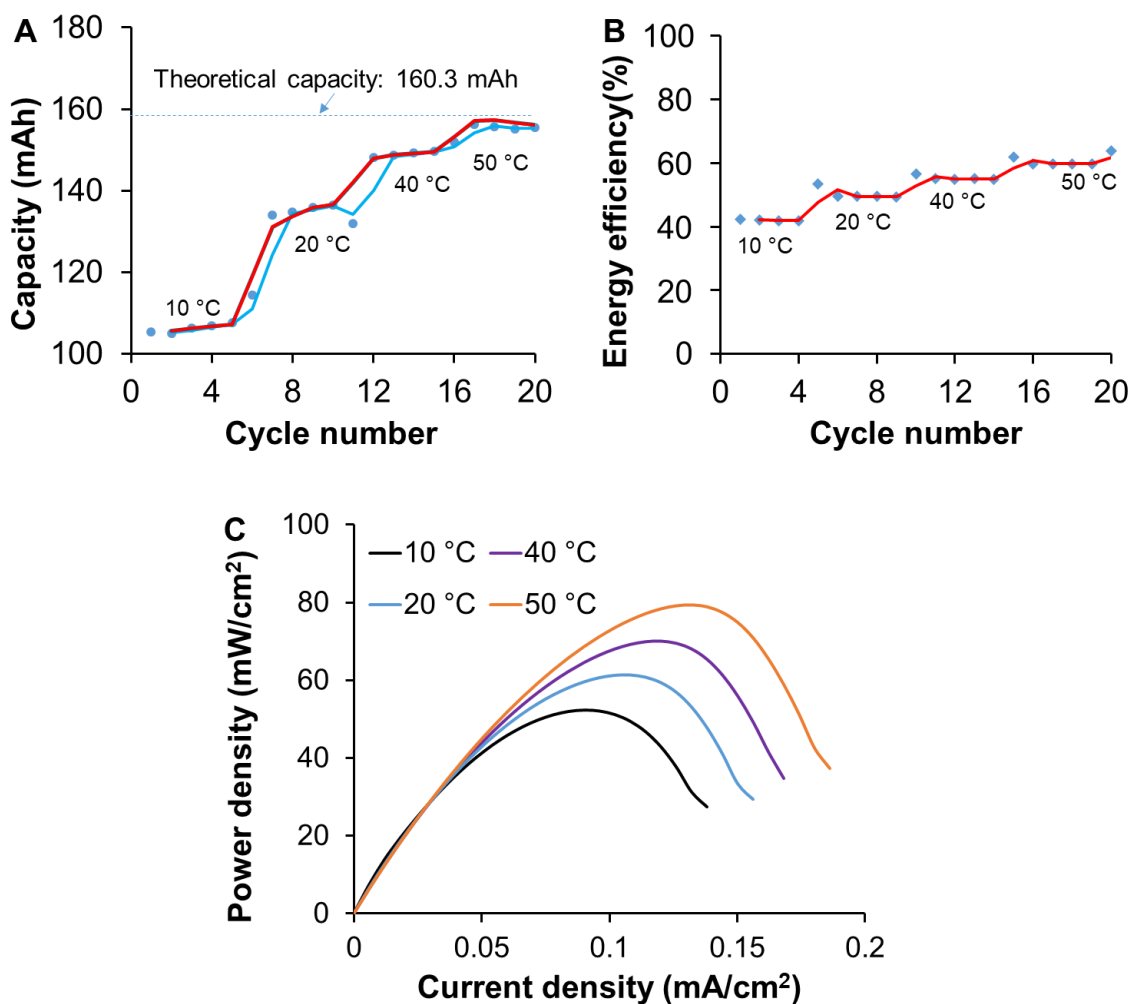 A
Capacity (mAh)
180
160
140
120
100
Theoretical capacity: 160.3 mAh
10 °C
20 °C
40 °C
50 °C
0 4 8 12 16 20
Cycle number
B
Energy efficiency(%)
100
80
60
40
20
0
10 °C
20 °C
40 °C
50 °C
0 4 8 12 16 20
Cycle number
C
Power density (mW/cm²)
100
80
60
40
20
0
10 °C 40 °C
20 °C 50 °C
0 0.05 0.1 0.15 0.2
Current density (mA/cm²)